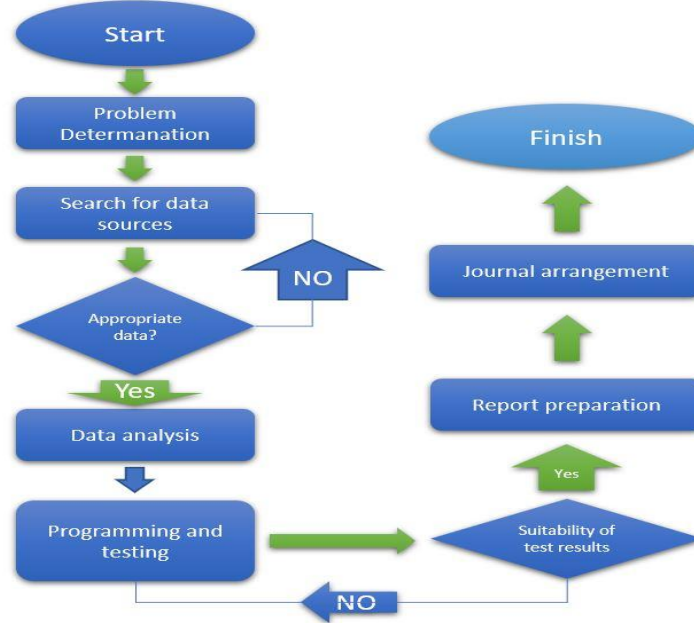 Start
Problem
Determanation
Search for data
sources
NO
Appropriate
data?
Yes
Data analysis
Programming and
testing
NO
Suitability of
test results
Yes
Report preparation
Journal arrangement
Finish